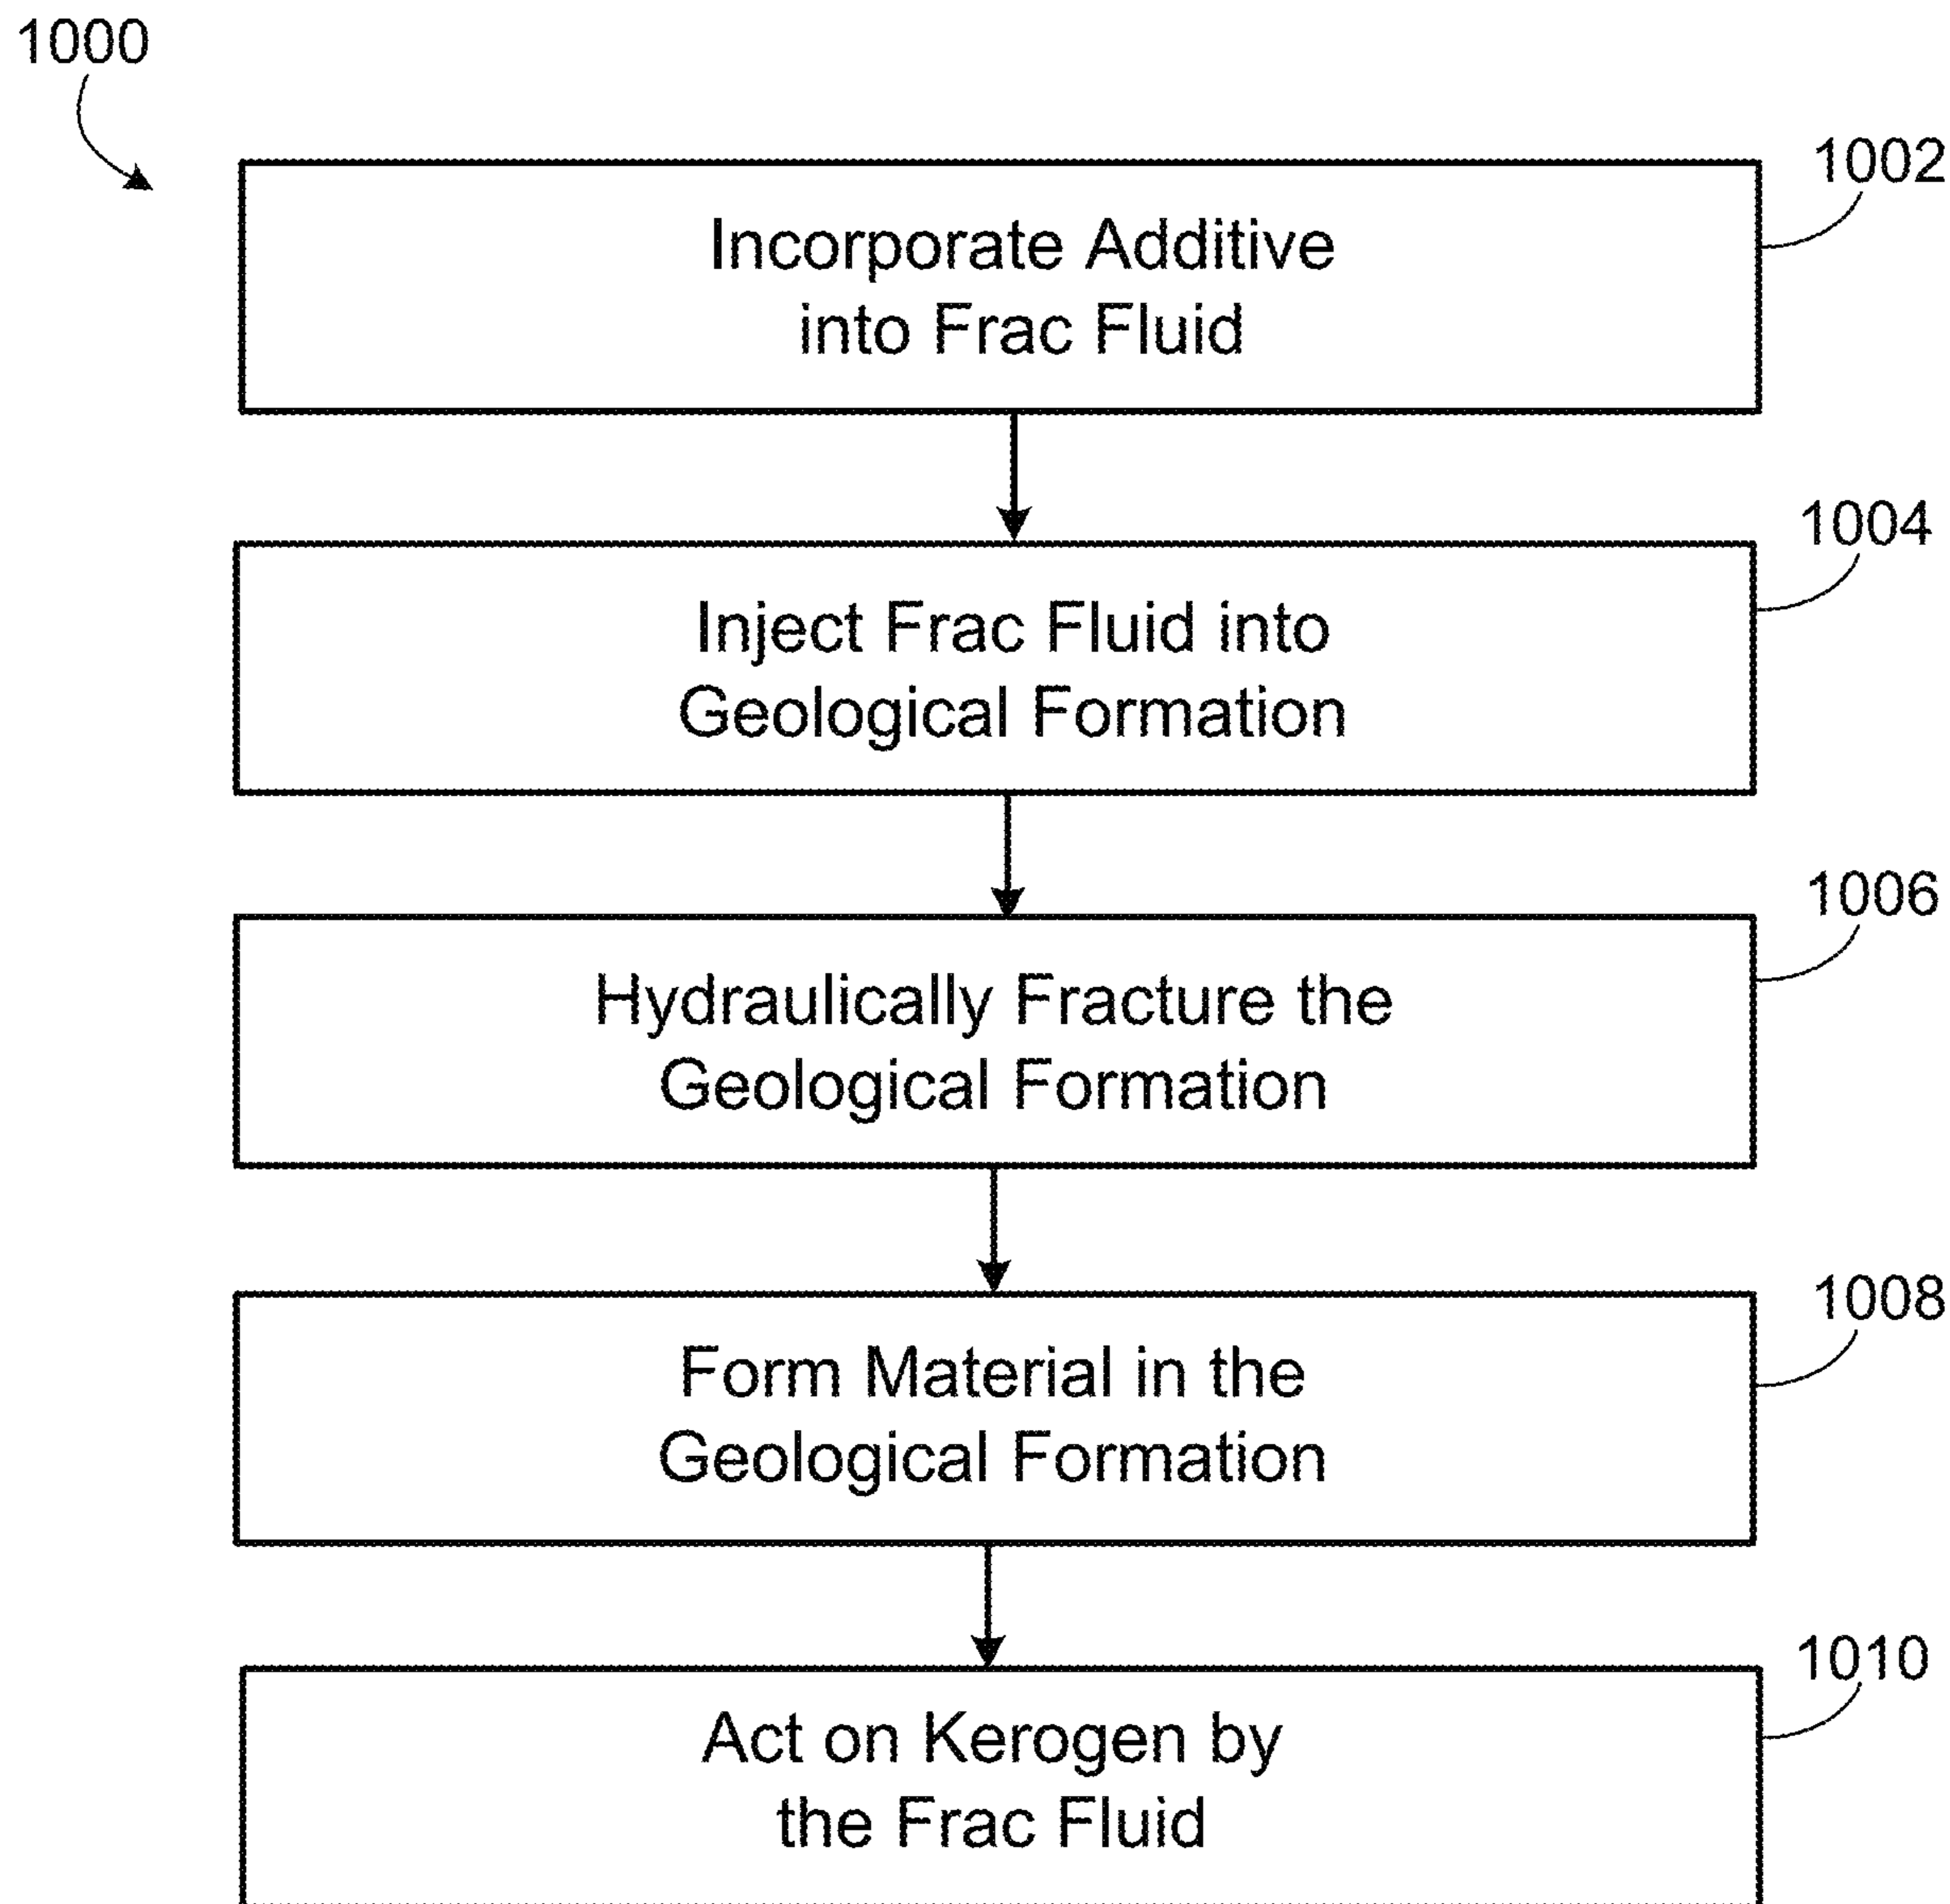 1000
1002
Incorporate Additive
into Frac Fluid
1004
Inject Frac Fluid into
Geological Formation
1006
Hydraulically Fracture the
Geological Formation
1008
Form Material in the
Geological Formation
1010
Act on Kerogen by
the Frac Fluid